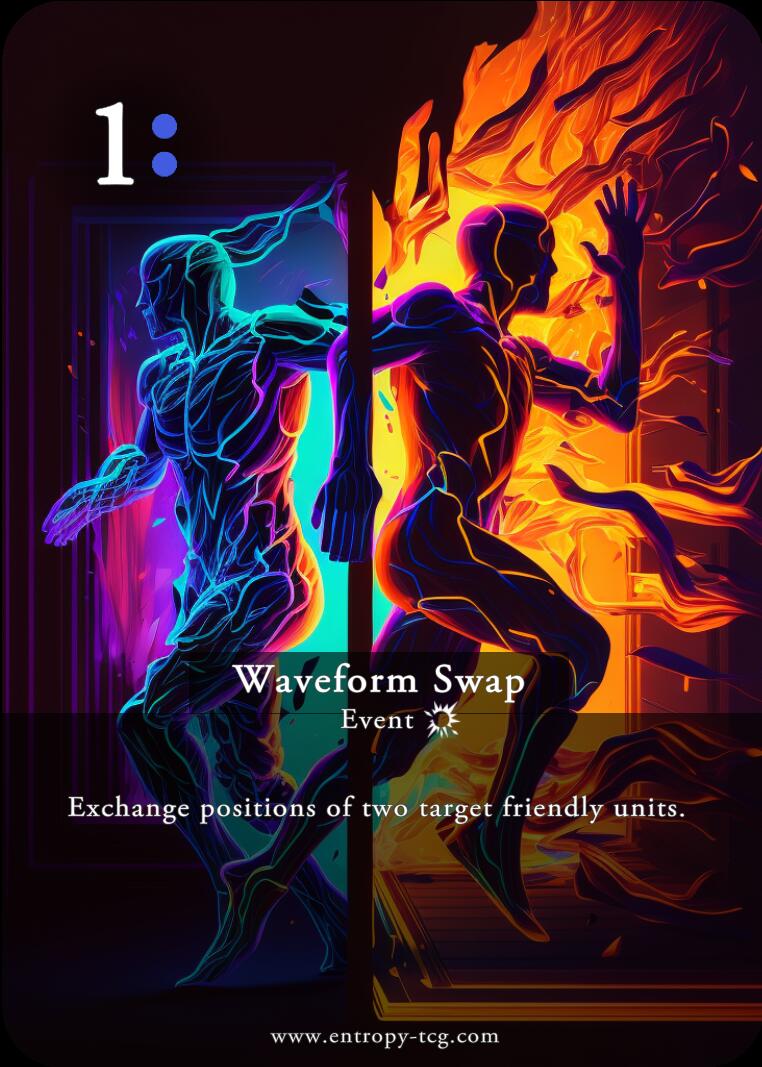 1:
Waveform Swap
Event
Exchange positions of two target friendly units.
www.entropy-tcg.com